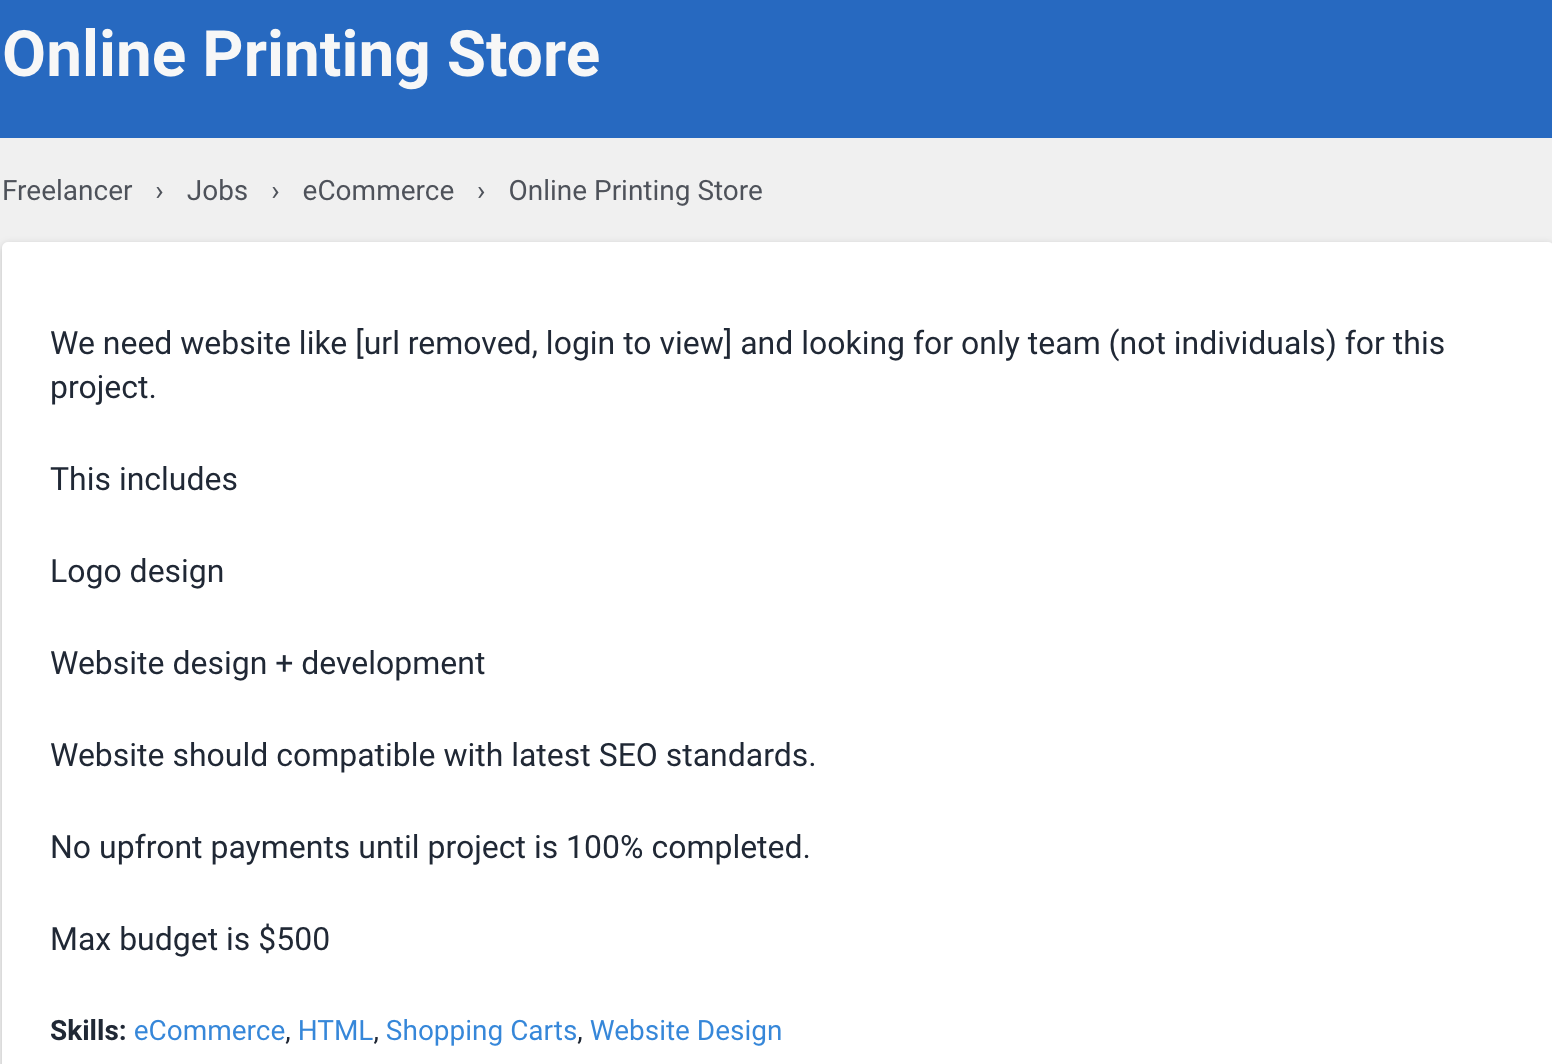 Online Printing Store
Freelancer › Jobs › eCommerce › Online Printing Store
We need website like [url removed, login to view] and looking for only team (not individuals) for this
project.
This includes
Logo design
Website design + development
Website should compatible with latest SEO standards.
No upfront payments until project is 100% completed.
Max budget is $500
Skills: eCommerce, HTML, Shopping Carts, Website Design